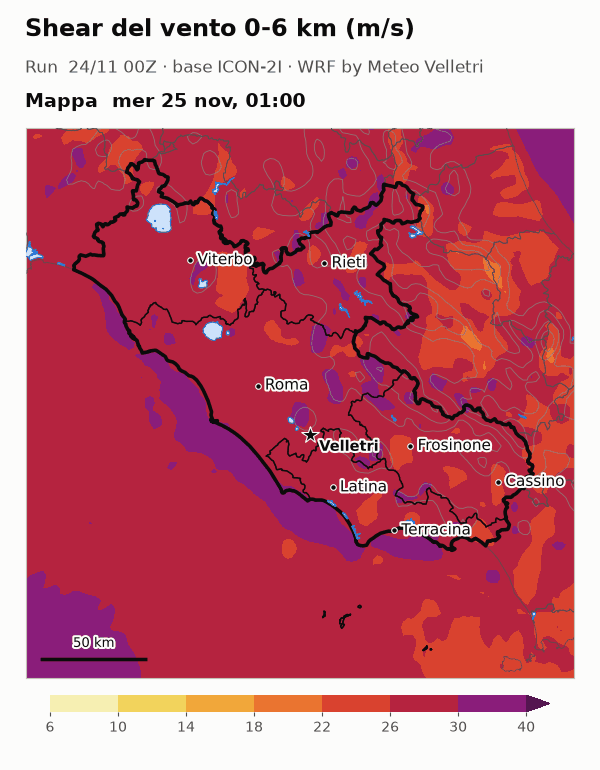 Shear del vento 0-6 km (m/s)
Run  24/11 00Z · base ICON-2I · WRF by Meteo Velletri
Mappa  mer 25 nov, 01:00
Viterbo
Rieti
Roma
Velletri
Frosinone
Latina
Cassino
Terracina
50 km
6 10 14 18 22 26 30 40